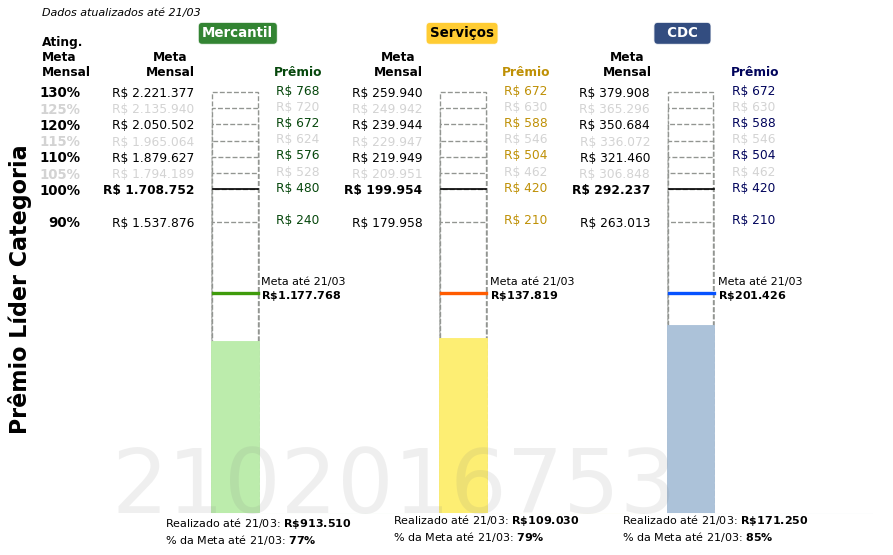 Dados atualizados até 21/03
Mercantil Serviços CDC
Ating. Meta Mensal Meta Mensal Prêmio Meta Mensal Prêmio Meta Mensal Prêmio
130% R$ 2.221.377 R$ 768 R$ 259.940 R$ 672 R$ 379.908 R$ 672
125% R$ 2.135.940 R$ 720 R$ 249.942 R$ 630 R$ 365.296 R$ 630
120% R$ 2.050.502 R$ 672 R$ 239.944 R$ 588 R$ 350.684 R$ 588
115% R$ 1.965.064 R$ 624 R$ 229.947 R$ 546 R$ 336.072 R$ 546
110% R$ 1.879.627 R$ 576 R$ 219.949 R$ 504 R$ 321.460 R$ 504
105% R$ 1.794.189 R$ 528 R$ 209.951 R$ 462 R$ 306.848 R$ 462
100% R$ 1.708.752 R$ 480 R$ 199.954 R$ 420 R$ 292.237 R$ 420
90% R$ 1.537.876 R$ 240 R$ 179.958 R$ 210 R$ 263.013 R$ 210
Prêmio Líder Categoria
Meta até 21/03 Meta até 21/03 Meta até 21/03
R$1.177.768 R$137.819 R$201.426
2102016753
Realizado até 21/03: R$913.510 Realizado até 21/03: R$109.030 Realizado até 21/03: R$171.250
% da Meta até 21/03: 77% % da Meta até 21/03: 79% % da Meta até 21/03: 85%